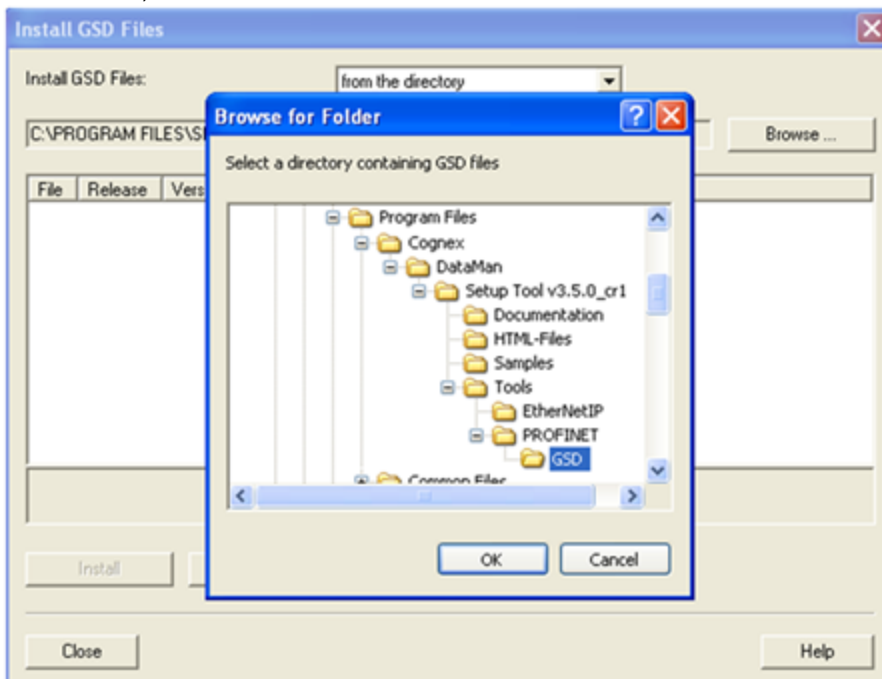 Install GSD Files
Install GSD Files:
from the directory
C:\PROGRAM FILES\
Browse ...
File Release
Browse for Folder
Select a directory containing GSD files
Program Files
Cognex
DataMan
Setup Tool v3.5.0_cr1
Documentation
HTML-Files
Samples
Tools
EtherNetIP
PROFINET
GSD
Common Files
OK Cancel
Install
Close
Help